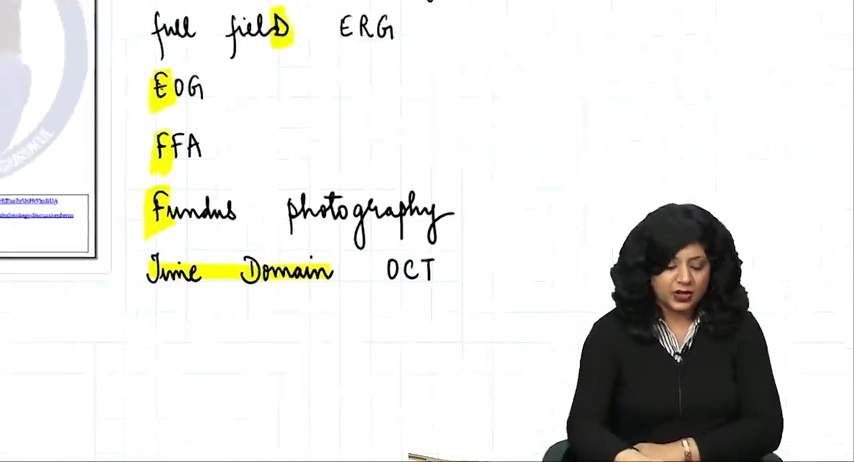 full fielD ERG
EOG
FFA
Fundus photography
Time Domain OCT